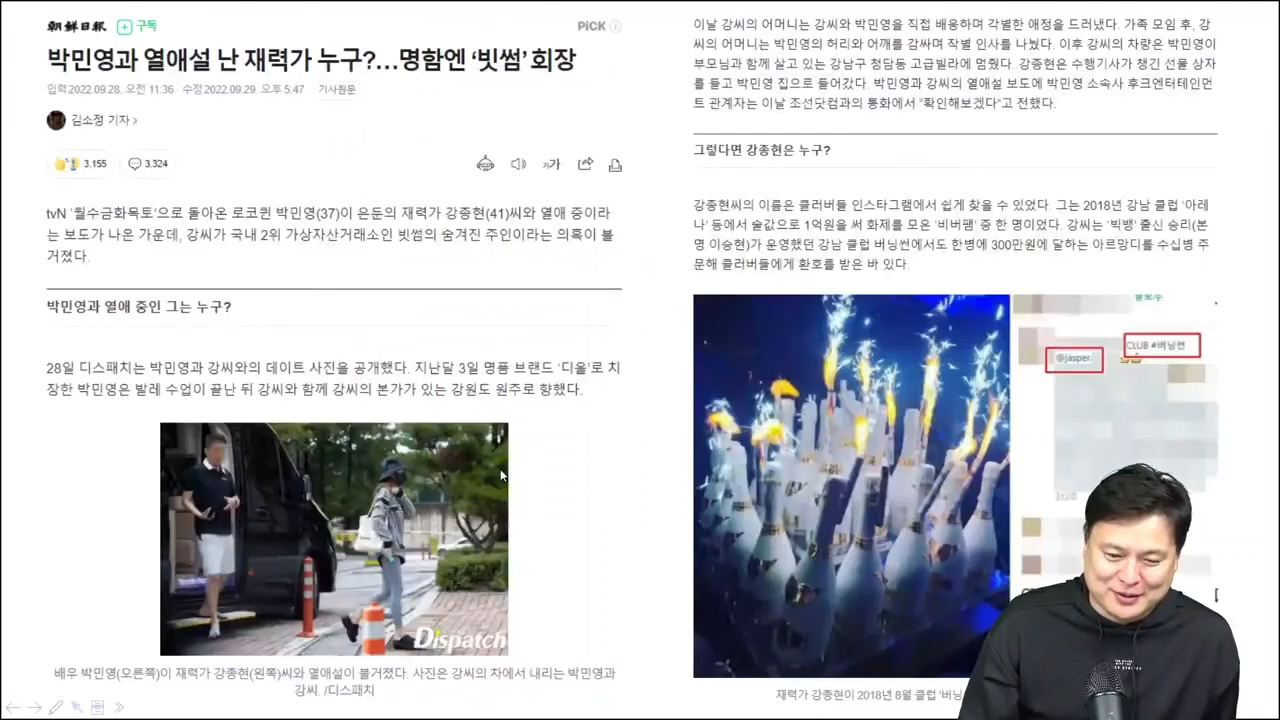 朝鮮日報
구독
PiCK
박민영과 열애설 난 재력가 누구?…명함엔 ‘빗썸’ 회장
입력2022.09.28. 오전 11:36 수정2022.09.29. 오후 5:47 기사원문
김소정 기자
3,155
3,324
가가
tvN ‘월수금화목토’으로 돌아온 로코퀸 박민영(37)이 은둔의 재력가 강종현(41)씨와 열애 중이라
는 보도가 나온 가운데, 강씨가 국내 2위 가상자산거래소인 빗썸의 숨겨진 주인이라는 의혹이 불
거졌다.
박민영과 열애 중인 그는 누구?
28일 디스패치는 박민영과 강씨와의 데이트 사진을 공개했다. 지난달 3일 명품 브랜드 ‘디올’로 치
장한 박민영은 발레 수업이 끝난 뒤 강씨와 함께 강씨의 본가가 있는 강원도 원주로 향했다.
Dispatch
배우 박민영(오른쪽)이 재력가 강종현(왼쪽)씨와 열애설이 불거졌다. 사진은 강씨의 차에서 내리는 박민영과
강씨. /디스패치
이날 강씨의 어머니는 강씨와 박민영을 직접 배웅하며 각별한 애정을 드러냈다. 가족 모임 후, 강
씨의 어머니는 박민영의 허리와 어깨를 감싸며 작별 인사를 나눴다. 이후 강씨의 차량은 박민영이
부모님과 함께 살고 있는 강남구 청담동 고급빌라에 멈췄다. 강종현은 수행기사가 챙긴 선물 상자
를 들고 박민영 집으로 들어갔다. 박민영과 강씨의 열애설 보도에 박민영 소속사 후크엔터테인먼
트 관계자는 이날 조선닷컴과의 통화에서 “확인해보겠다”고 전했다.
그렇다면 강종현은 누구?
강종현씨의 이름은 클러버들 인스타그램에서 쉽게 찾을 수 있었다. 그는 2018년 강남 클럽 ‘아레
나’ 등에서 술값으로 1억원을 써 화제를 모은 ‘비버팸’ 중 한 명이었다. 강씨는 ‘빅뱅’ 출신 승리(본
명 이승현)가 운영했던 강남 클럽 버닝썬에서도 한병에 300만원에 달하는 아르망디를 수십병 주
문해 클러버들에게 환호를 받은 바 있다.
팔로우
CLUB #버닝썬
@jasper.
212주
재력가 강종현이 2018년 8월 클럽 ‘버닝